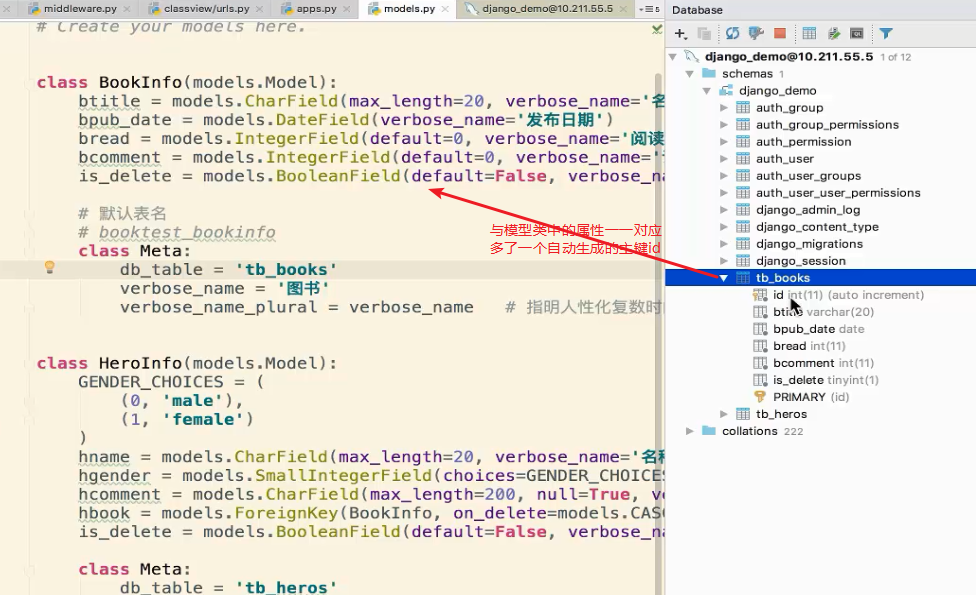 middleware.py
classview/urls.py
apps.py
models.py
django_demo@10.211.55.5
5
# Create your models here.
class BookInfo(models.Model):
btitle = models.CharField(max_length=20, verbose_name='名
bpub_date = models.DateField(verbose_name='发布日期')
bread = models.IntegerField(default=0, verbose_name='阅读
bcomment = models.IntegerField(default=0, verbose_name='
is_delete = models.BooleanField(default=False, verbose_na
# 默认表名
# booktest_bookinfo
class Meta:
db_table = 'tb_books'
verbose_name = '图书'
verbose_name_plural = verbose_name # 指明人性化复数时
class HeroInfo(models.Model):
GENDER_CHOICES = (
(0, 'male'),
(1, 'female')
)
hname = models.CharField(max_length=20, verbose_name='名称
hgender = models.SmallIntegerField(choices=GENDER_CHOICES
hcomment = models.CharField(max_length=200, null=True, ve
hbook = models.ForeignKey(BookInfo, on_delete=models.CASC
is_delete = models.BooleanField(default=False, verbose_na
class Meta:
db_table = 'tb_heros'
与模型类中的属性一一对应
多了一个自动生成的主键id
Database
django_demo@10.211.55.5 1 of 12
schemas 1
django_demo
auth_group
auth_group_permissions
auth_permission
auth_user
auth_user_groups
auth_user_user_permissions
django_admin_log
django_content_type
django_migrations
django_session
tb_books
id int(11) (auto increment)
btitle varchar(20)
bpub_date date
bread int(11)
bcomment int(11)
is_delete tinyint(1)
PRIMARY (id)
tb_heros
collations 222